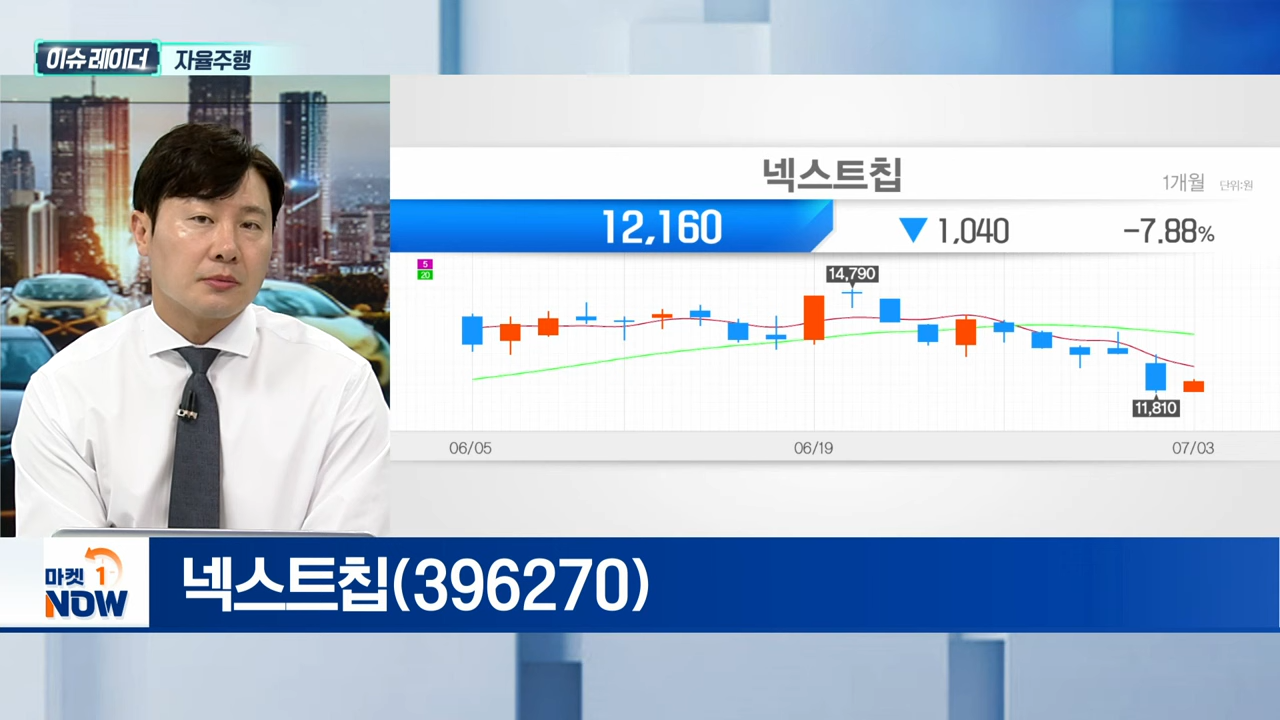 이슈레이더 자율주행
넥스트칩
1개월 단위:원
12,160 ▼ 1,040 -7.88%
5
20
14,790
11,810
06/05 06/19 07/03
마켓 1
NOW
넥스트칩(396270)